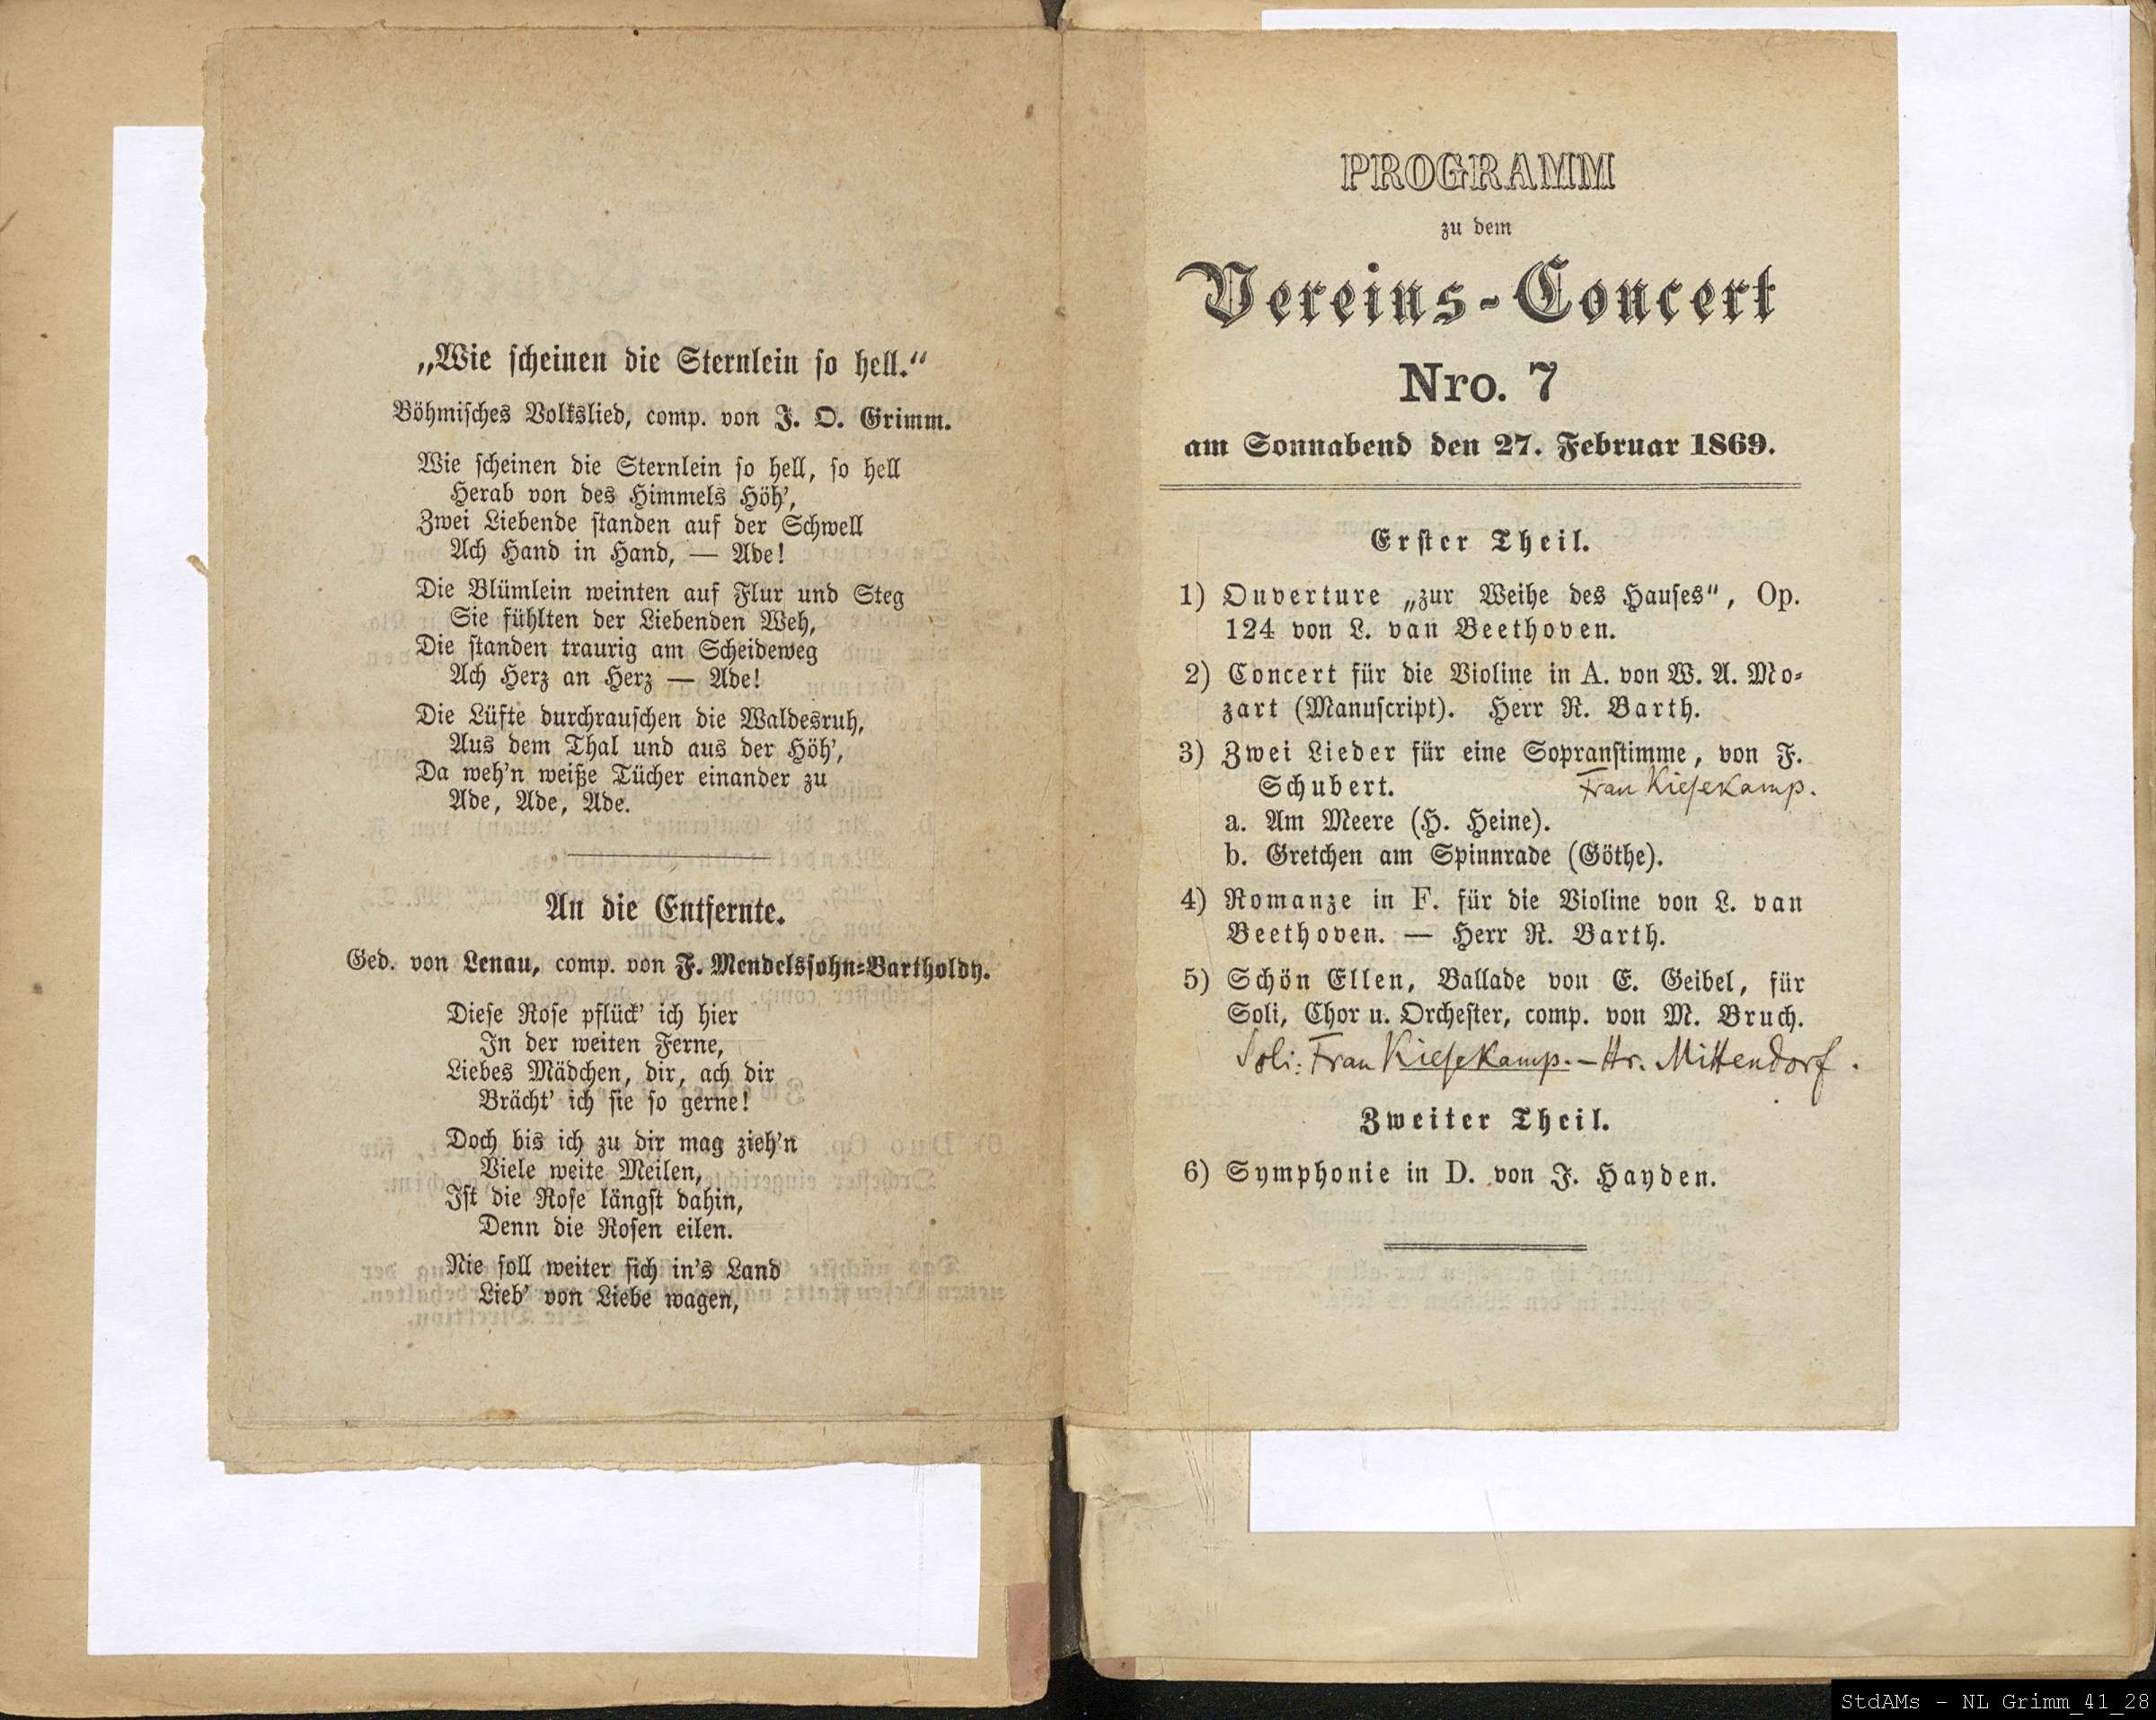 „Wie scheinen die Sternlein so hell.“
Böhmisches Volkslied, comp. von J. O. Grimm.
Wie scheinen die Sternlein so hell, so hell
Herab von des Himmels Höh’,
Zwei Liebende standen auf der Schwell
Ach Hand in Hand, — Ade!
Die Blümlein weinten auf Flur und Steg
Sie fühlten der Liebenden Weh,
Die standen traurig am Scheideweg
Ach Herz an Herz — Ade!
Die Lüfte durchrauschen die Waldesruh,
Aus dem Thal und aus der Höh’,
Da weh’n weiße Tücher einander zu
Ade, Ade, Ade.
An die Entfernte.
Ged. von Lenau, comp. von F. Mendelssohn-Bartholdy.
Diese Rose pflück’ ich hier
In der weiten Ferne,
Liebes Mädchen, dir, ach dir
Brächt’ ich sie so gerne!
Doch bis ich zu dir mag zieh’n
Viele weite Meilen,
Ist die Rose längst dahin,
Denn die Rosen eilen.
Nie soll weiter sich in’s Land
Lieb’ von Liebe wagen,
PROGRAMM
zu dem
Vereins-Concert
Nro. 7
am Sonnabend den 27. Februar 1869.
Erster Theil.
1) Ouverture „zur Weihe des Hauses“, Op.
124 von L. van Beethoven.
2) Concert für die Violine in A. von W. A. Mo-
zart (Manuscript). Herr R. Barth.
3) Zwei Lieder für eine Sopranstimme, von F.
Schubert. Frau Kiesekamp.
a. Am Meere (H. Heine).
b. Gretchen am Spinnrade (Göthe).
4) Romanze in F. für die Violine von L. van
Beethoven. — Herr R. Barth.
5) Schön Ellen, Ballade von E. Geibel, für
Soli, Chor u. Orchester, comp. von M. Bruch.
Soli: Frau Kiesekamp. – Hr. Mittendorf.
Zweiter Theil.
6) Symphonie in D. von J. Hayden.
StdAMs - NL Grimm_41_28